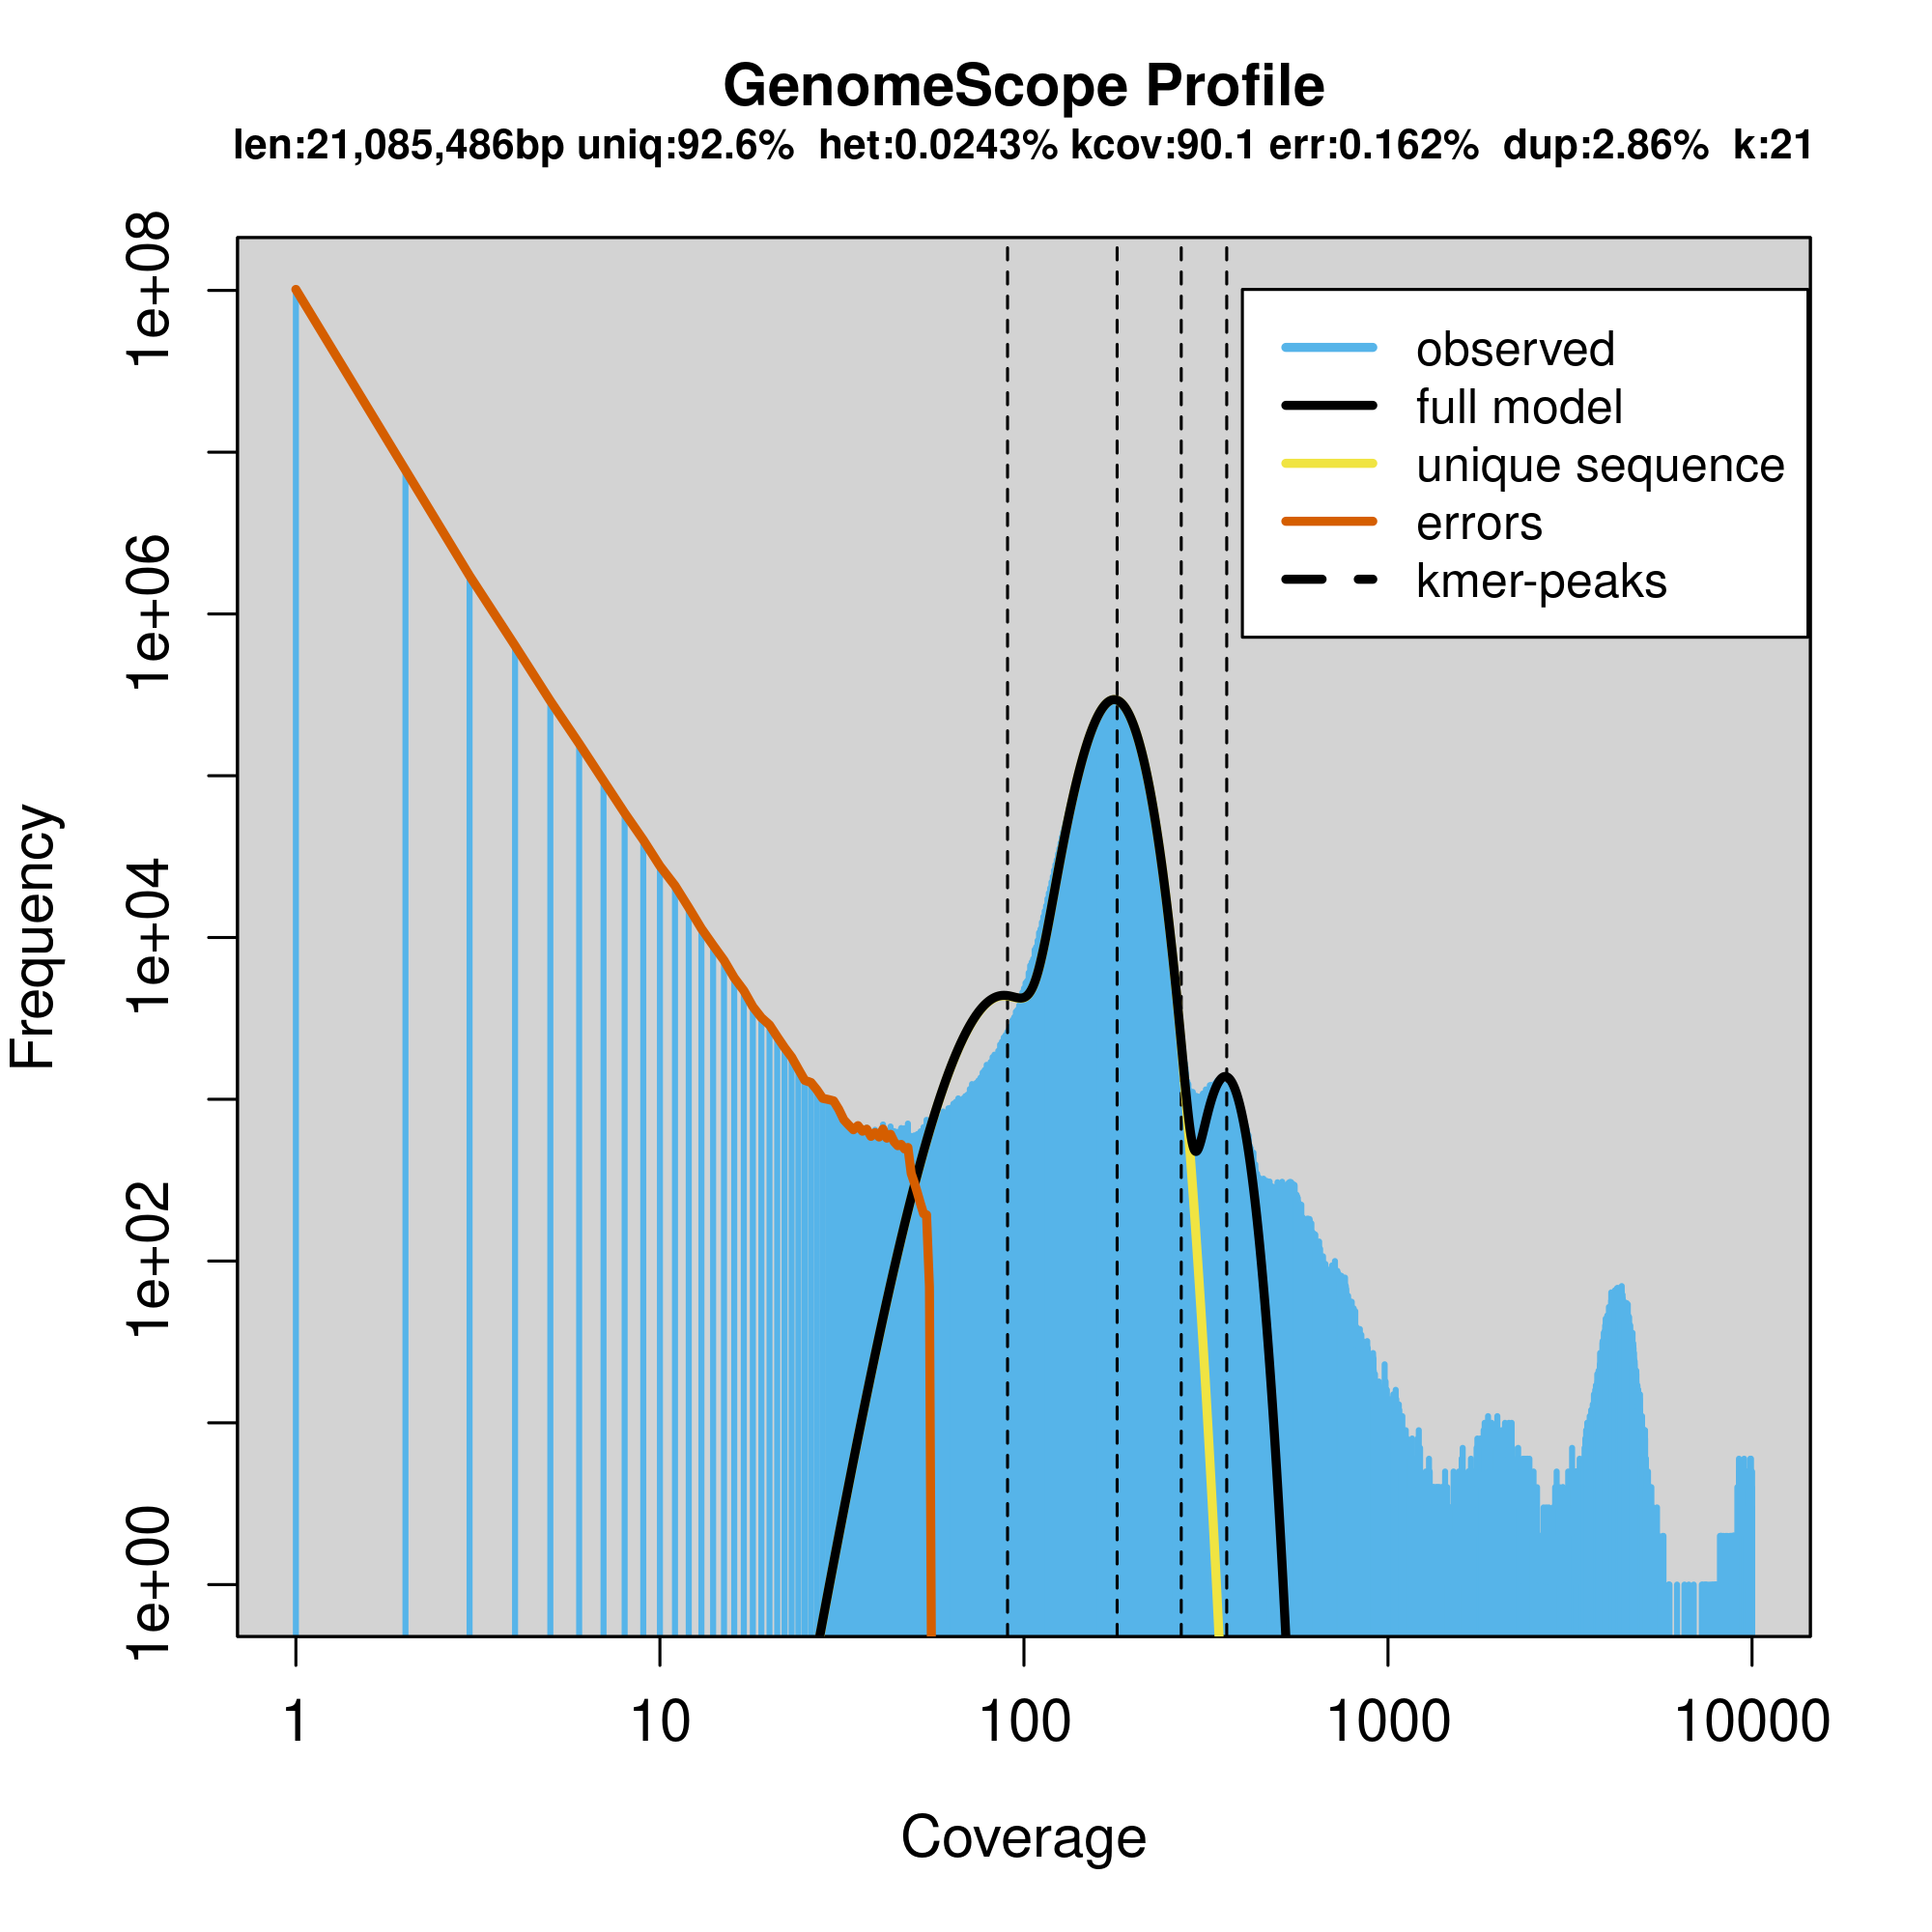 GenomeScope Profile
len:21,085,486bp uniq:92.6% het:0.0243% kcov:90.1 err:0.162% dup:2.86% k:21
1e+08
1e+06
1e+04
1e+02
1e+00
Frequency
observed
full model
unique sequence
errors
kmer-peaks
1 10 100 1000 10000
Coverage